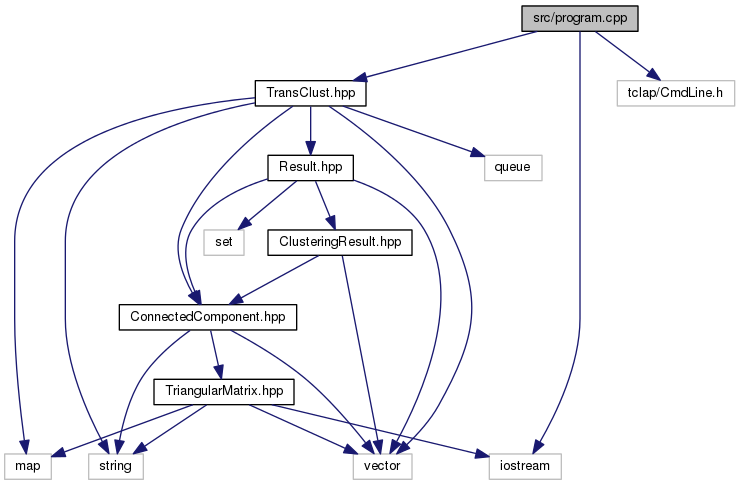 src/program.cpp
TransClust.hpp
tclap/CmdLine.h
Result.hpp
queue
set
ClusteringResult.hpp
ConnectedComponent.hpp
TriangularMatrix.hpp
map
string
vector
iostream